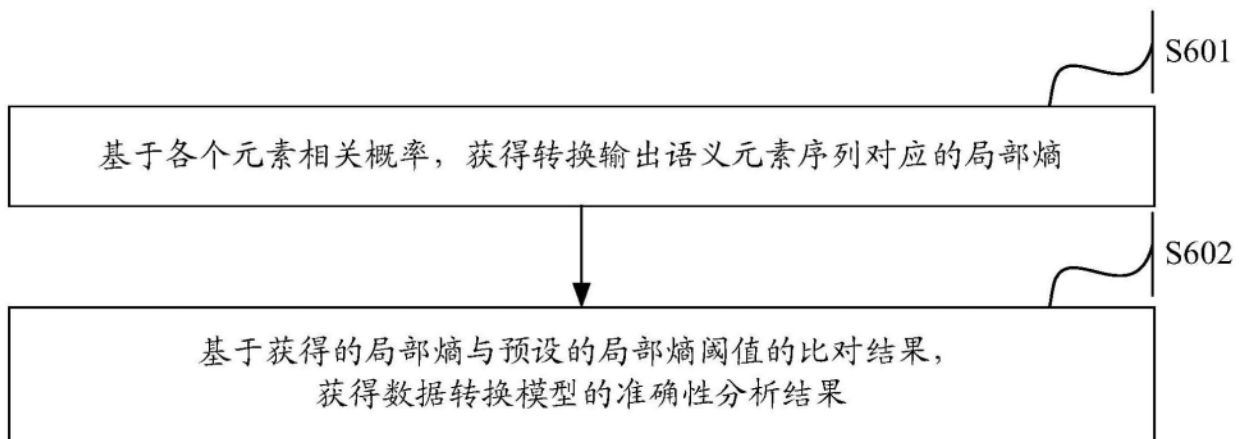 S601
基于各个元素相关概率，获得转换输出语义元素序列对应的局部熵
S602
基于获得的局部熵与预设的局部熵阈值的比对结果，
获得数据转换模型的准确性分析结果